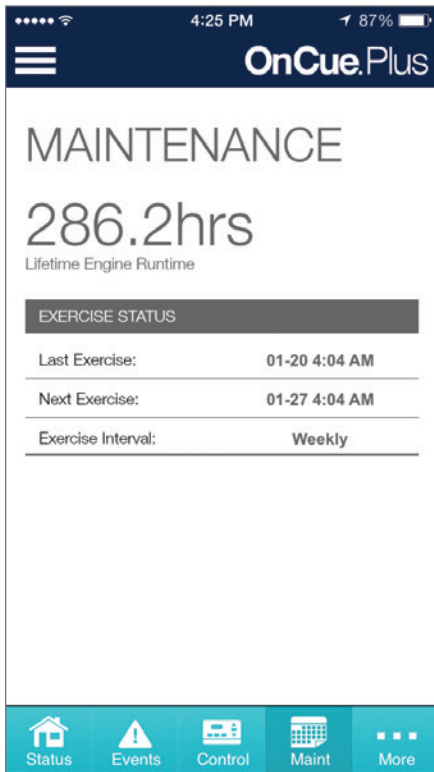 4:25 PM 87%
OnCue.Plus
MAINTENANCE
286.2hrs
Lifetime Engine Runtime
EXERCISE STATUS
Last Exercise: 01-20 4:04 AM
Next Exercise: 01-27 4:04 AM
Exercise Interval: Weekly
Status Events Control Maint More